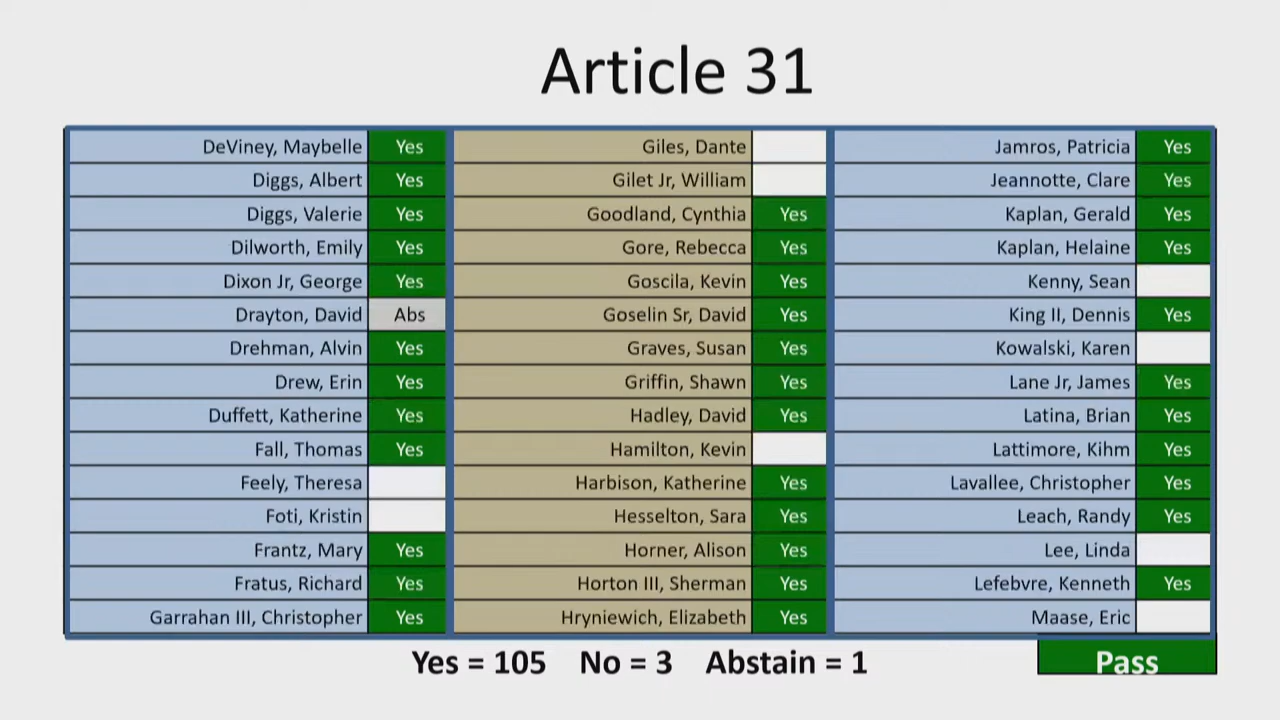 Article 31
DeViney, Maybelle Yes Giles, Dante Jamros, Patricia Yes
Diggs, Albert Yes Gilet Jr, William Jeannotte, Clare Yes
Diggs, Valerie Yes Goodland, Cynthia Yes Kaplan, Gerald Yes
Dilworth, Emily Yes Gore, Rebecca Yes Kaplan, Helaine Yes
Dixon Jr, George Yes Goscila, Kevin Yes Kenny, Sean
Drayton, David Abs Goselin Sr, David Yes King II, Dennis Yes
Drehman, Alvin Yes Graves, Susan Yes Kowalski, Karen
Drew, Erin Yes Griffin, Shawn Yes Lane Jr, James Yes
Duffett, Katherine Yes Hadley, David Yes Latina, Brian Yes
Fall, Thomas Yes Hamilton, Kevin Lattimore, Kihm Yes
Feely, Theresa Harbison, Katherine Yes Lavallee, Christopher Yes
Foti, Kristin Hesselton, Sara Yes Leach, Randy Yes
Frantz, Mary Yes Horner, Alison Yes Lee, Linda
Fratus, Richard Yes Horton III, Sherman Yes Lefebvre, Kenneth Yes
Garrahan III, Christopher Yes Hryniewich, Elizabeth Yes Maase, Eric
Yes = 105 No = 3 Abstain = 1 Pass